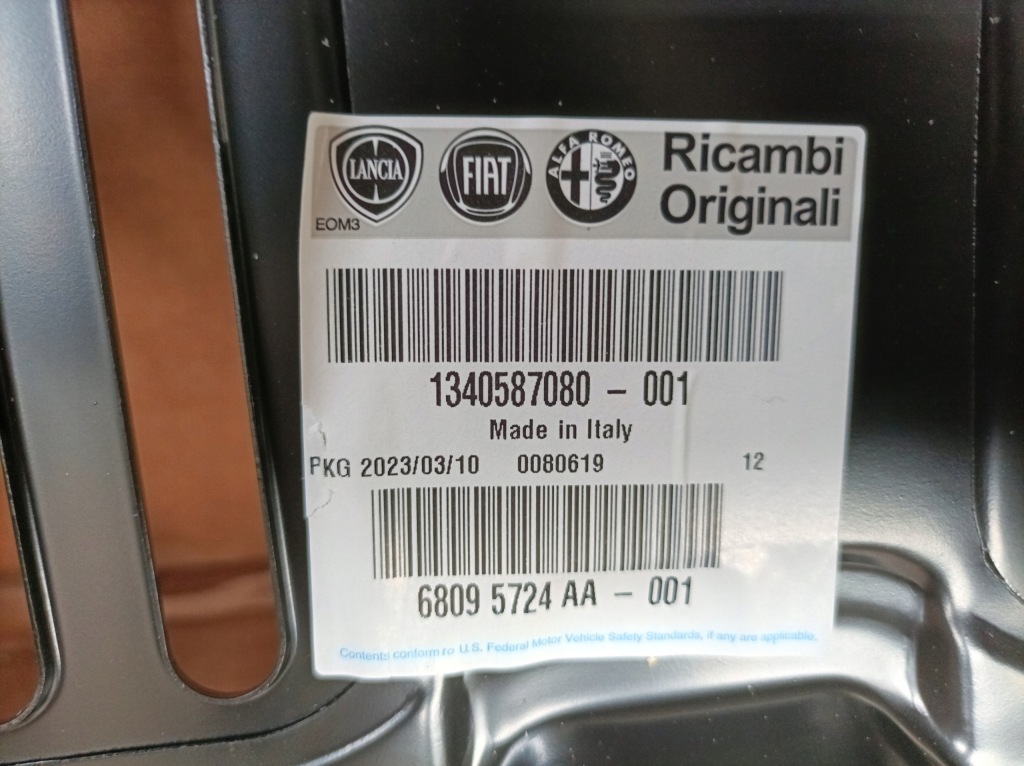 LANCIA FIAT ALFA ROMEO Ricambi
Originali
EOM3
1340587080 - 001
Made in Italy
PKG 2023/03/10 0080619 12
6809 5724 AA - 001
Contents conform to U.S. Federal Motor Vehicle Safety Standards, if any are applicable.